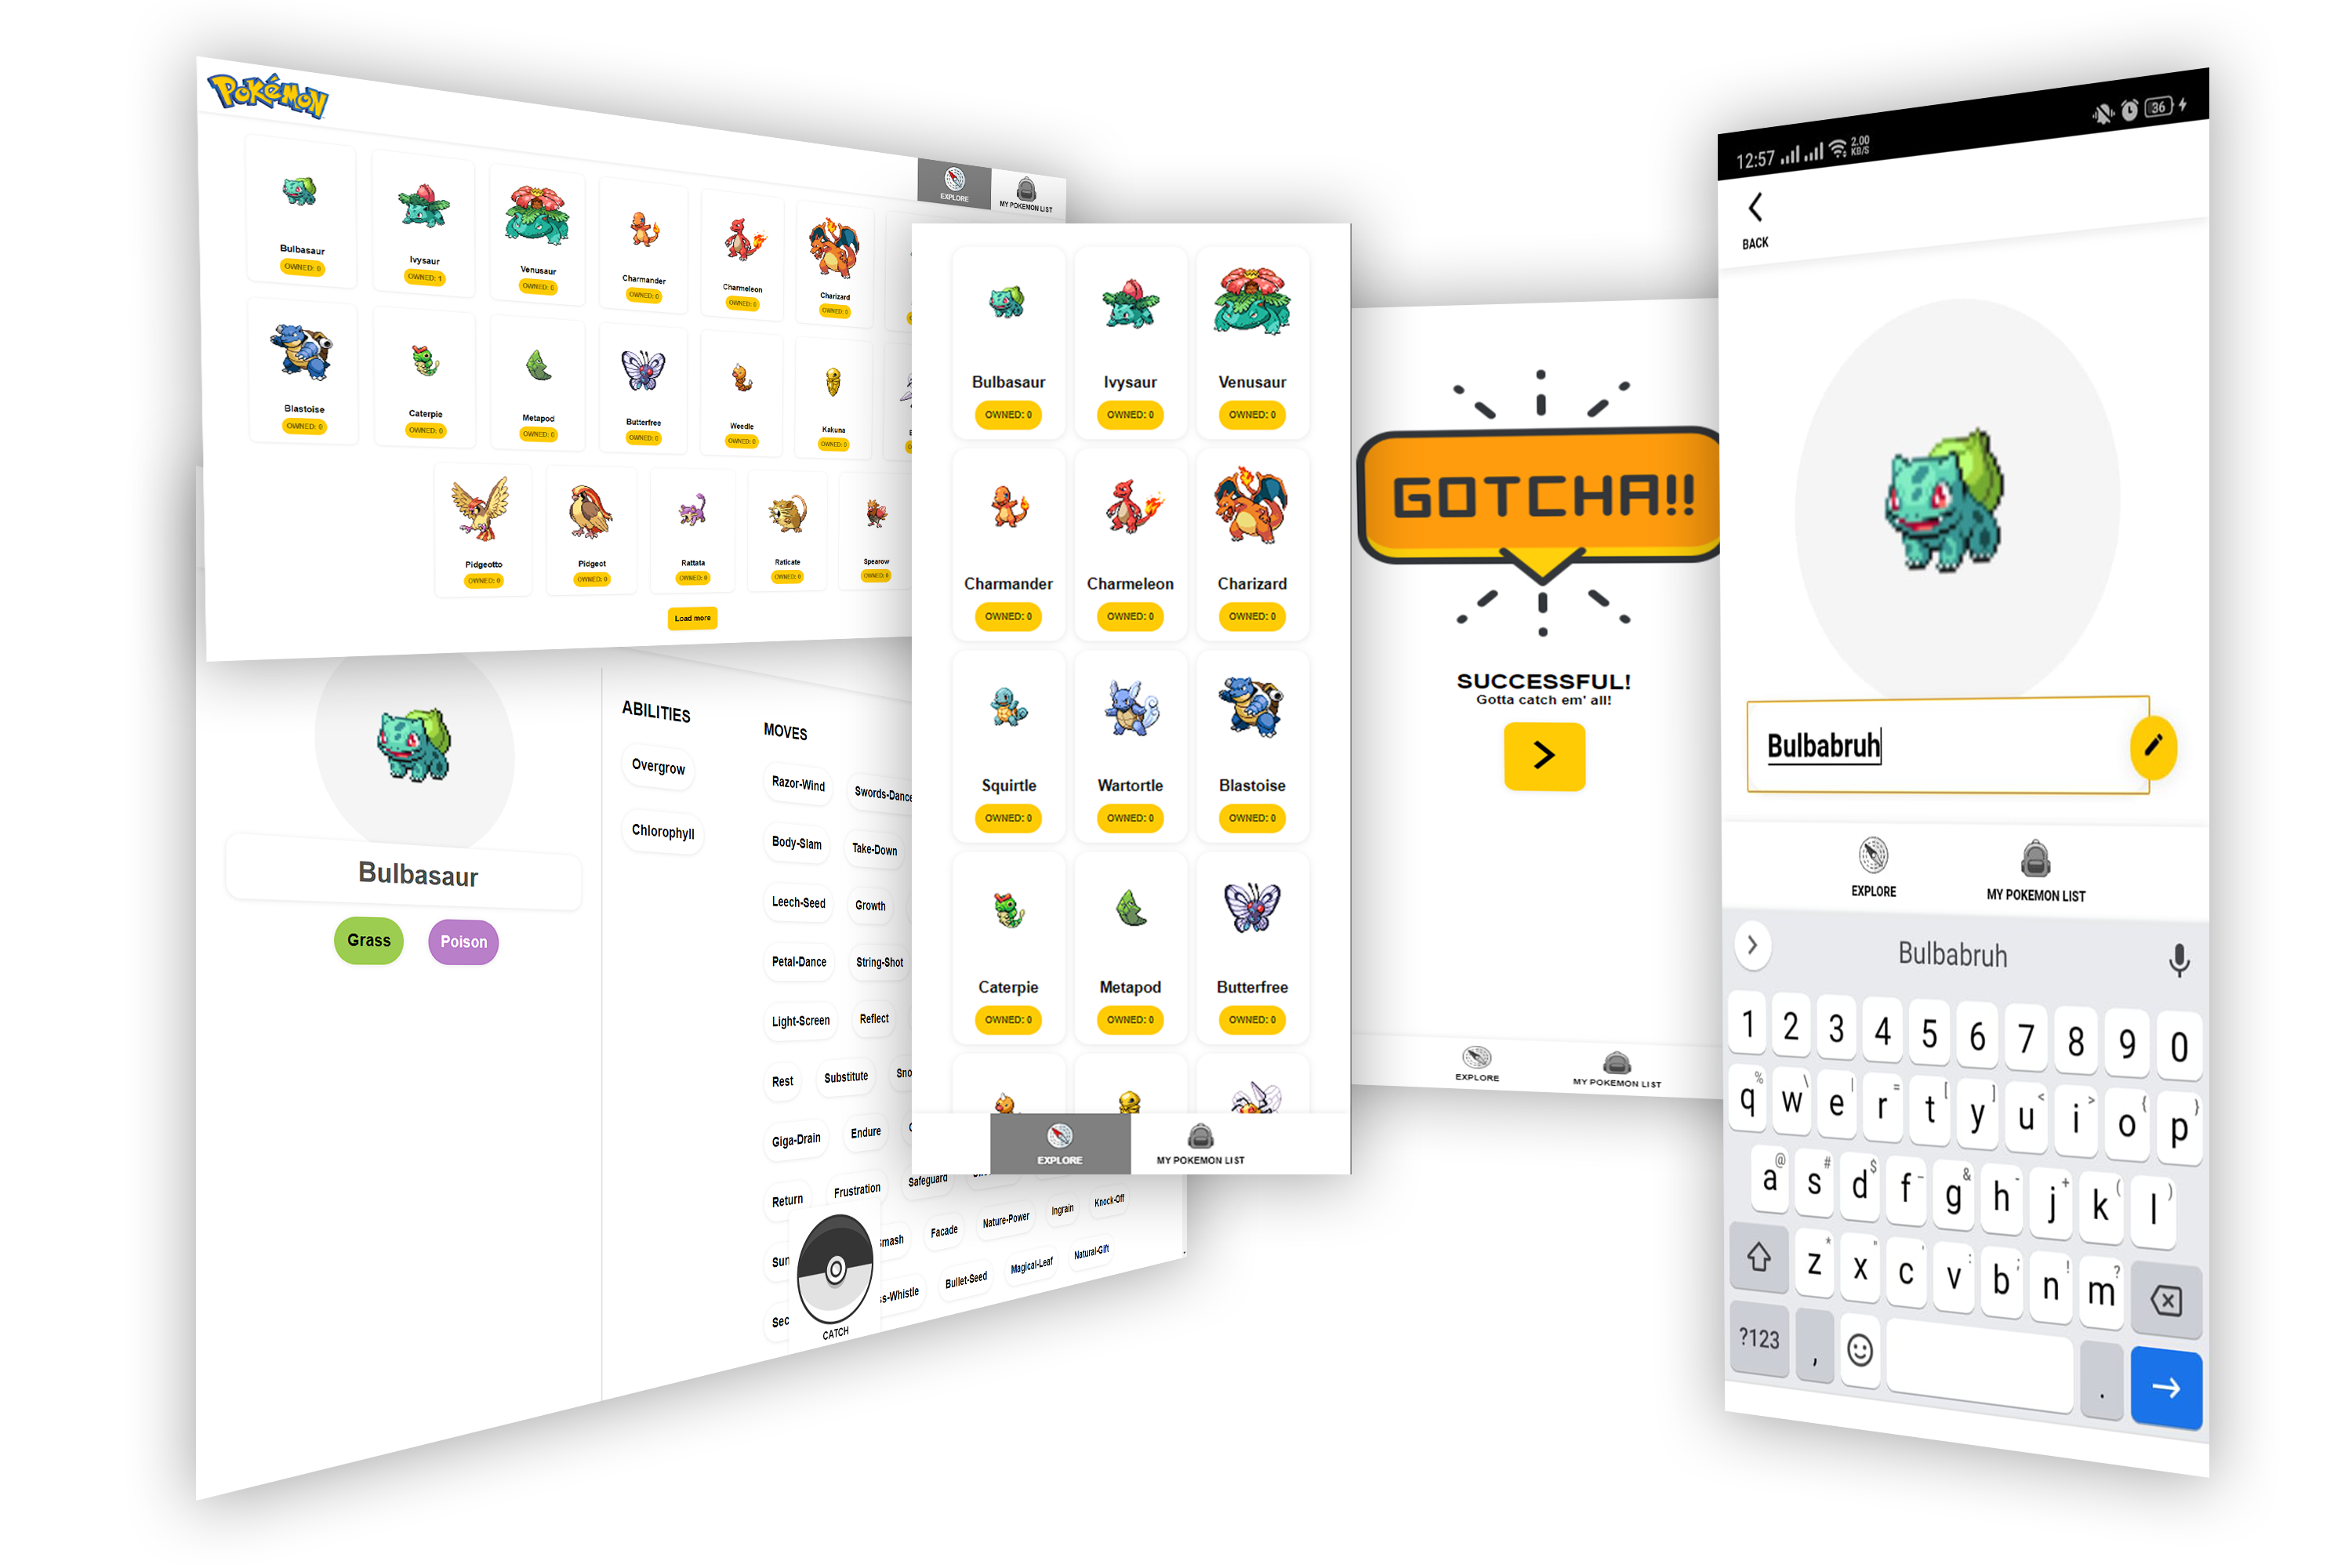 Pokémon
EXPLORE
MY POKEMON LIST
Bulbasaur
OWNED: 0
Ivysaur
OWNED: 1
Venusaur
OWNED: 0
Charmander
OWNED: 0
Charmeleon
OWNED: 0
Charizard
OWNED: 0
Blastoise
OWNED: 0
Caterpie
OWNED: 0
Metapod
OWNED: 0
Butterfree
OWNED: 0
Weedle
OWNED: 0
Kakuna
OWNED: 0
Pidgeotto
OWNED: 0
Pidgeot
OWNED: 0
Rattata
OWNED: 0
Raticate
OWNED: 0
Spearow
OWNED: 0
Load more
Bulbasaur
Grass Poison
ABILITIES
Overgrow
Chlorophyll
MOVES
Razor-Wind Swords-Dance
Body-Slam Take-Down
Leech-Seed Growth
Petal-Dance String-Shot
Light-Screen Reflect
Rest Substitute Sno
Giga-Drain Endure
Return Frustration Safeguard
Sun mash Facade Nature-Power Ingrain Knock-Off
Sec ss-Whistle Bullet-Seed Magical-Leaf Natural-Gift
CATCH
Bulbasaur Ivysaur Venusaur
OWNED: 0 OWNED: 0 OWNED: 0
Charmander Charmeleon Charizard
OWNED: 0 OWNED: 0 OWNED: 0
Squirtle Wartortle Blastoise
OWNED: 0 OWNED: 0 OWNED: 0
Caterpie Metapod Butterfree
OWNED: 0 OWNED: 0 OWNED: 0
EXPLORE MY POKEMON LIST
GOTCHA!!
SUCCESSFUL!
Gotta catch em' all!
EXPLORE MY POKEMON LIST
12:57 2.00 KB/S 36
BACK
Bulbabruh
EXPLORE MY POKEMON LIST
Bulbabruh
1 2 3 4 5 6 7 8 9 0
% \ | = [ ] < > { }
q w e r t y u i o p
@ # $ _ & - + ( )
a s d f g h j k l
* " ' : ; ! ?
z x c v b n m
?123 , .